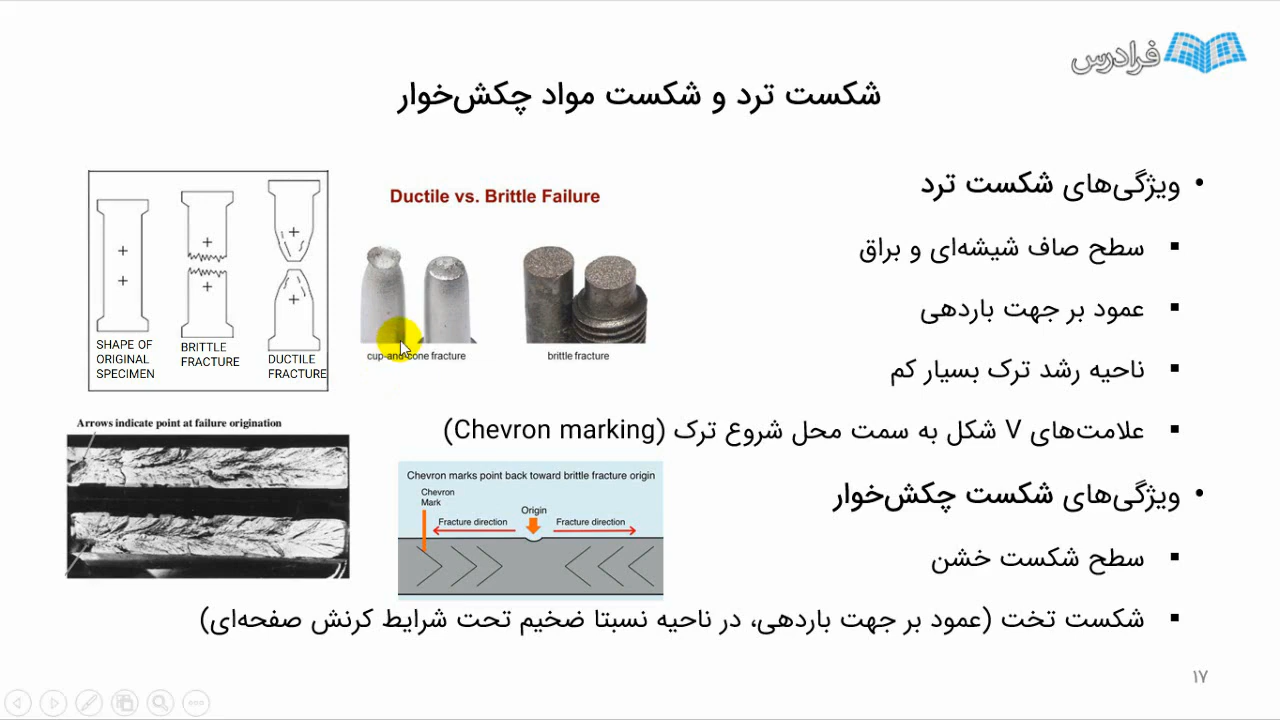 فرادرس
شکست ترد و شکست مواد چکش‌خوار
ویژگی‌های شکست ترد
سطح صاف شیشه‌ای و براق
عمود بر جهت باردهی
ناحیه رشد ترک بسیار کم
علامت‌های V شکل به سمت محل شروع ترک (Chevron marking)
ویژگی‌های شکست چکش‌خوار
سطح شکست خشن
شکست تخت (عمود بر جهت باردهی، در ناحیه نسبتا ضخیم تحت شرایط کرنش صفحه‌ای)
Ductile vs. Brittle Failure
cup-and-cone fracture
brittle fracture
SHAPE OF
ORIGINAL
SPECIMEN
BRITTLE
FRACTURE
DUCTILE
FRACTURE
Arrows indicate point at failure origination
Chevron marks point back toward brittle fracture origin
Chevron
Mark
Origin
Fracture direction
Fracture direction
۱۷